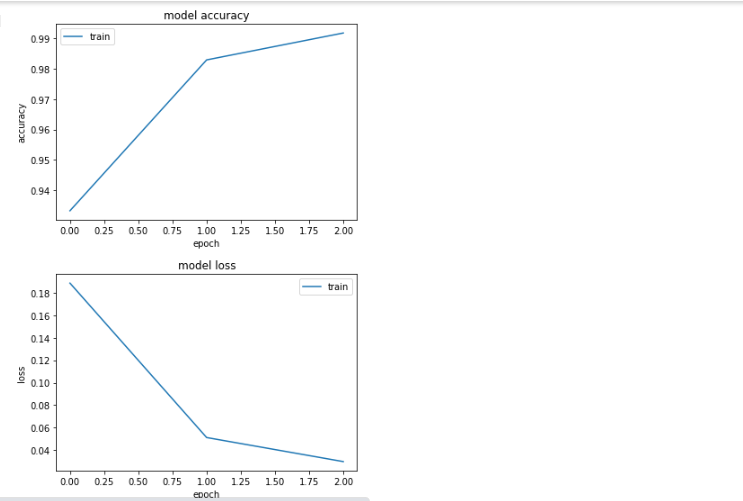 model accuracy
train
0.99
0.98
0.97
0.96
0.95
0.94
accuracy
0.00 0.25 0.50 0.75 1.00 1.25 1.50 1.75 2.00
epoch
model loss
train
0.18
0.16
0.14
0.12
0.10
0.08
0.06
0.04
loss
0.00 0.25 0.50 0.75 1.00 1.25 1.50 1.75 2.00
epoch